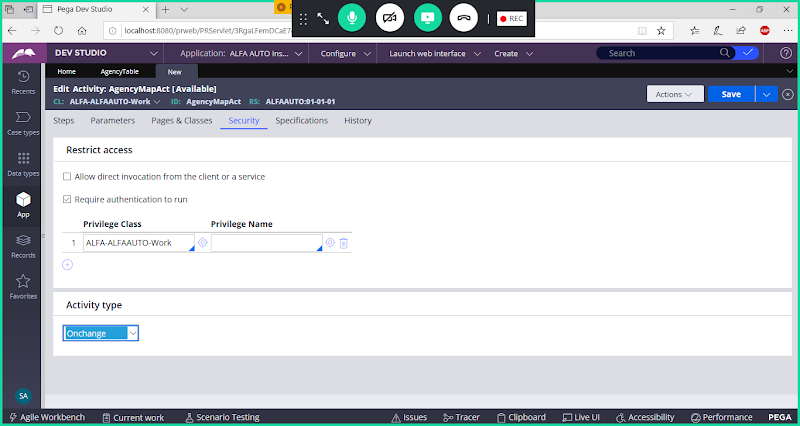 Pega Dev Studio
localhost:8080/prweb/PRServlet/3RgaLFemDCaE7
REC
ABP
DEV STUDIO
Application: ALFA AUTO Ins...
Configure
Launch web interface
Create
Search
Home
AgencyTable
New
Edit Activity: AgencyMapAct [Available]
CL: ALFA-ALFAAUTO-Work ID: AgencyMapAct RS: ALFAAUTO:01-01-01
Actions
Save
Steps
Parameters
Pages & Classes
Security
Specifications
History
Recents
Case types
Data types
App
Records
Favorites
SA
Restrict access
Allow direct invocation from the client or a service
Require authentication to run
Privilege Class
Privilege Name
1 ALFA-ALFAAUTO-Work
Activity type
Onchange
Agile Workbench
Current work
Scenario Testing
Issues
Tracer
Clipboard
Live UI
Accessibility
Performance
PEGA